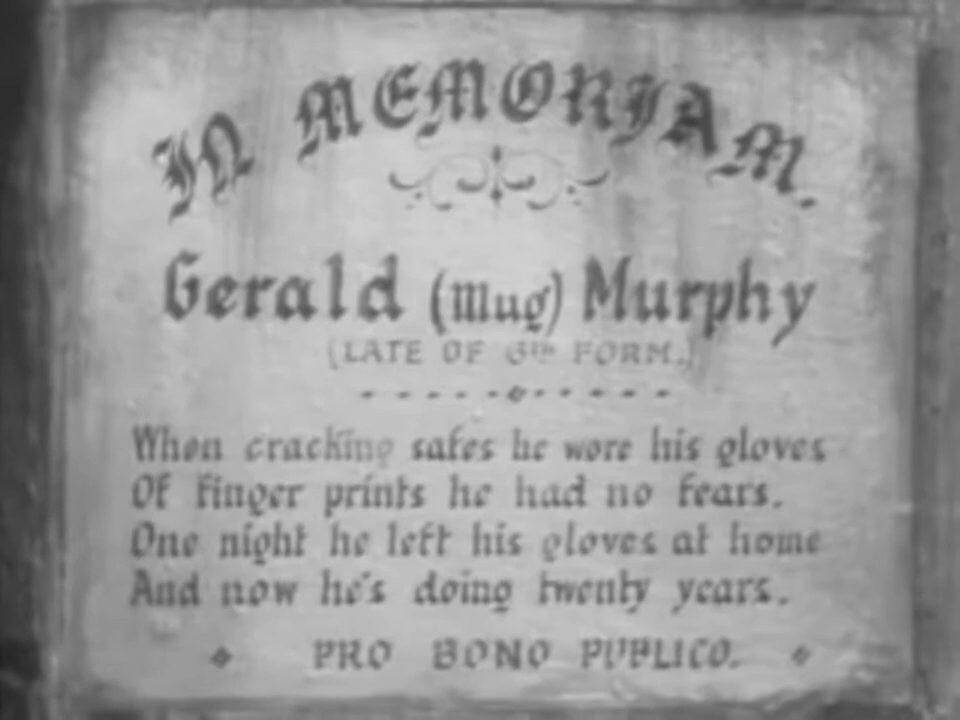 IN MEMORIAM.
Gerald (Mug) Murphy
(LATE OF 6th FORM.)
When cracking safes he wore his gloves
Of finger prints he had no fears.
One night he left his gloves at home
And now he's doing twenty years.
PRO BONO PUBLICO.